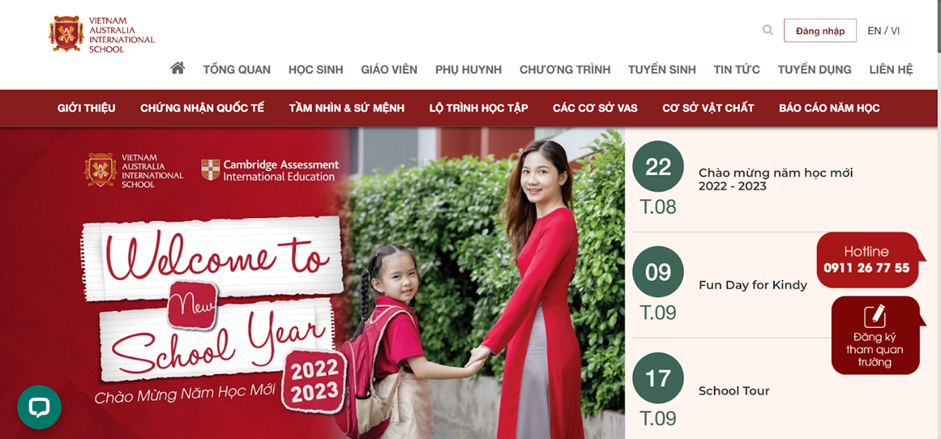 VIETNAM
AUSTRALIA
INTERNATIONAL
SCHOOL
Đăng nhập
EN / VI
TỔNG QUAN HỌC SINH GIÁO VIÊN PHỤ HUYNH CHƯƠNG TRÌNH TUYỂN SINH TIN TỨC TUYỂN DỤNG LIÊN HỆ
GIỚI THIỆU CHỨNG NHẬN QUỐC TẾ TẦM NHÌN & SỨ MỆNH LỘ TRÌNH HỌC TẬP CÁC CƠ SỞ VAS CƠ SỞ VẬT CHẤT BÁO CÁO NĂM HỌC
VIETNAM
AUSTRALIA
INTERNATIONAL
SCHOOL
Cambridge Assessment
International Education
Welcome to
New
School Year
2022
2023
Chào Mừng Năm Học Mới
22
T.08
Chào mừng năm học mới
2022 - 2023
09
T.09
Fun Day for Kindy
17
T.09
School Tour
Hotline
0911 26 77 55
Đăng ký
tham quan
trường